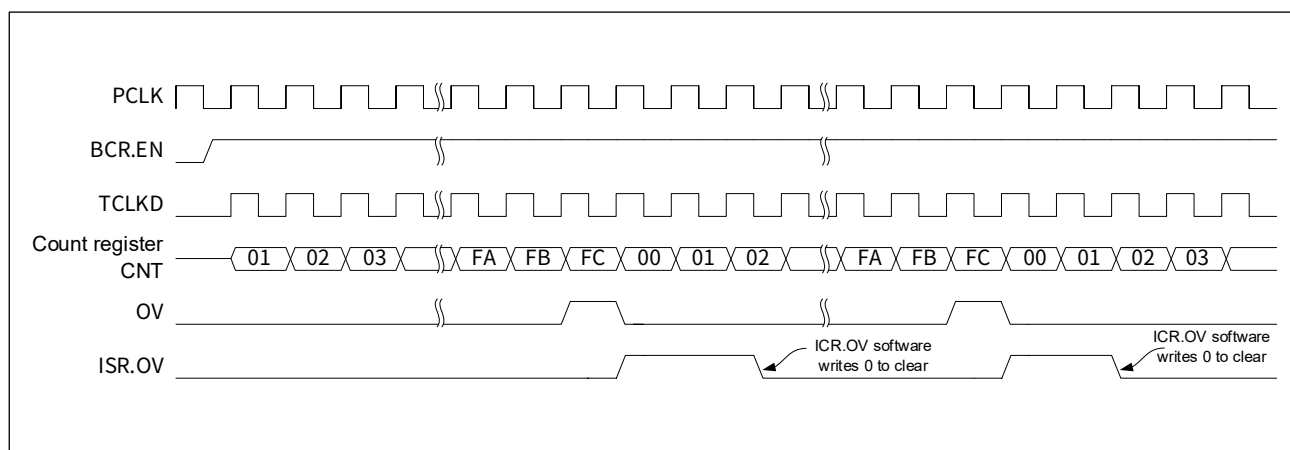 PCLK
BCR.EN
TCLKD
Count register
CNT
01 02 03 FA FB FC 00 01 02 FA FB FC 00 01 02 03
OV
ISR.OV
ICR.OV software
writes 0 to clear
ICR.OV software
writes 0 to clear